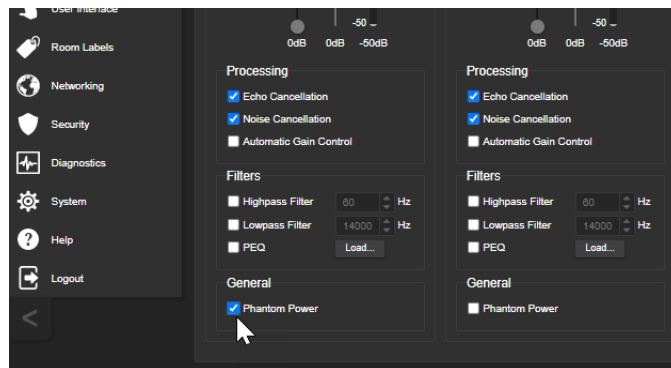 User Interface
Room Labels
Networking
Security
Diagnostics
System
Help
Logout
<
-50
0dB 0dB -50dB
Processing
Echo Cancellation
Noise Cancellation
Automatic Gain Control
Filters
Highpass Filter 60 Hz
Lowpass Filter 14000 Hz
PEQ Load...
General
Phantom Power
-50
0dB 0dB -50dB
Processing
Echo Cancellation
Noise Cancellation
Automatic Gain Control
Filters
Highpass Filter 60 Hz
Lowpass Filter 14000 Hz
PEQ Load...
General
Phantom Power